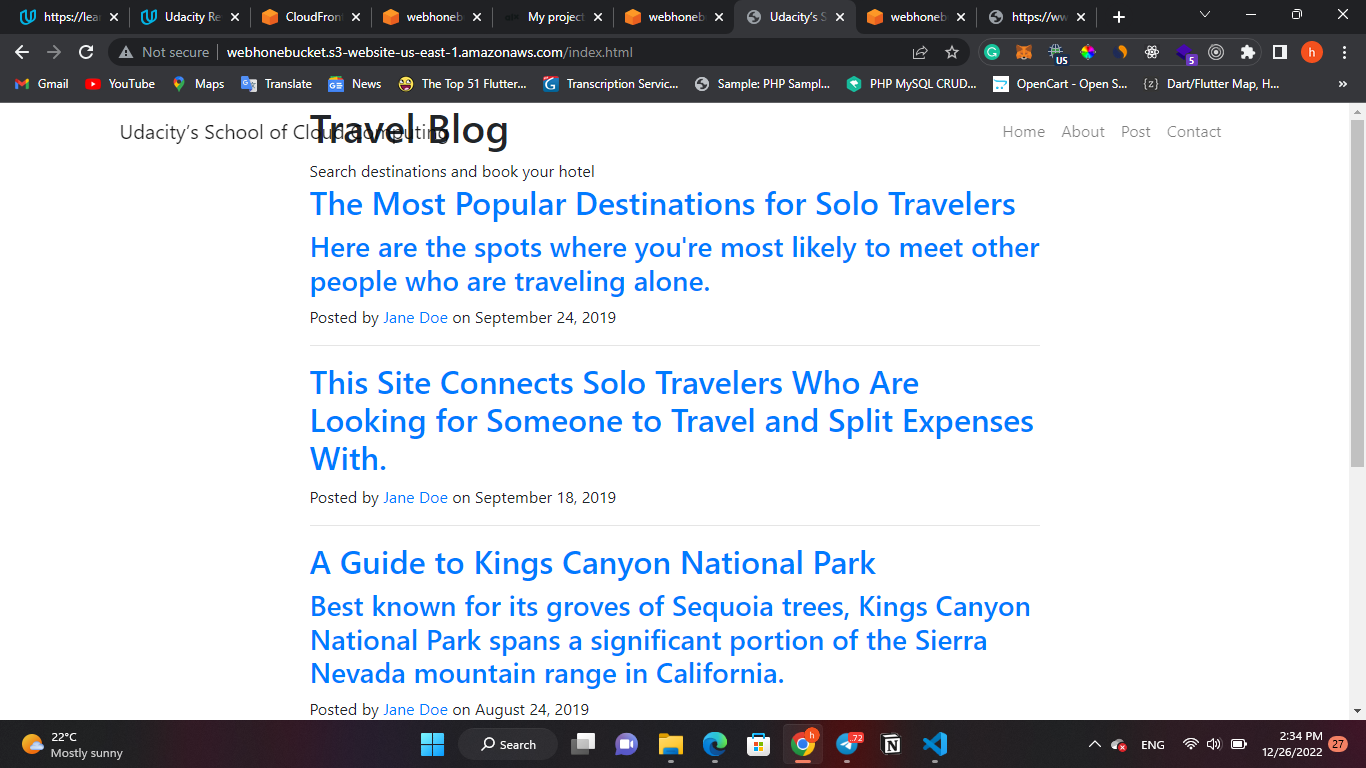 https://lear
Udacity Re
CloudFron
webhoneb
My project
webhoneb
Udacity's S
webhoneb
https://ww
Not secure
webhonebucket.s3-website-us-east-1.amazonaws.com/index.html
US
5
h
Gmail
YouTube
Maps
Translate
News
The Top 51 Flutter...
Transcription Servic...
Sample: PHP Sampl...
PHP MySQL CRUD...
OpenCart - Open S...
Dart/Flutter Map, H...
Udacity's School of Cloud Computing
Home
About
Post
Contact
Travel Blog
Search destinations and book your hotel
The Most Popular Destinations for Solo Travelers
Here are the spots where you're most likely to meet other
people who are traveling alone.
Posted by Jane Doe on September 24, 2019
This Site Connects Solo Travelers Who Are
Looking for Someone to Travel and Split Expenses
With.
Posted by Jane Doe on September 18, 2019
A Guide to Kings Canyon National Park
Best known for its groves of Sequoia trees, Kings Canyon
National Park spans a significant portion of the Sierra
Nevada mountain range in California.
Posted by Jane Doe on August 24, 2019
22°C
Mostly sunny
Search
h
72
ENG
2:34 PM
12/26/2022
27